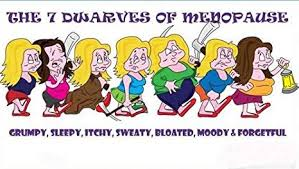 THE 7 DWARVES OF MENOPAUSE
GRUMPY, SLEEPY, ITCHY, SWEATY, BLOATED, MOODY & FORGETFUL